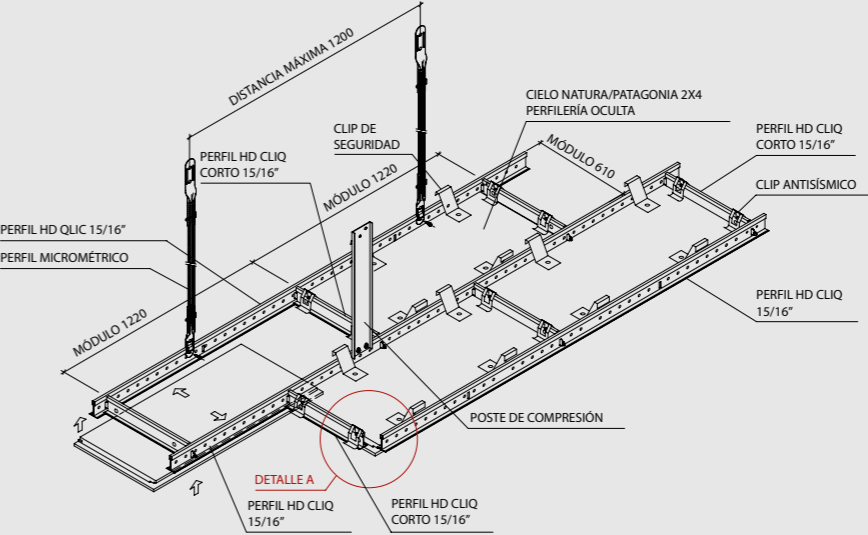 DISTANCIA MÁXIMA 1200
CIELO NATURA/PATAGONIA 2X4
PERFILERÍA OCULTA
CLIP DE
SEGURIDAD
PERFIL HD CLIQ
CORTO 15/16"
PERFIL HD CLIQ
CORTO 15/16"
MÓDULO 610
MÓDULO 1220
CLIP ANTISÍSMICO
PERFIL HD QLIC 15/16"
PERFIL MICROMÉTRICO
PERFIL HD CLIQ
15/16"
MÓDULO 1220
POSTE DE COMPRESIÓN
DETALLE A
PERFIL HD CLIQ
15/16"
PERFIL HD CLIQ
CORTO 15/16"